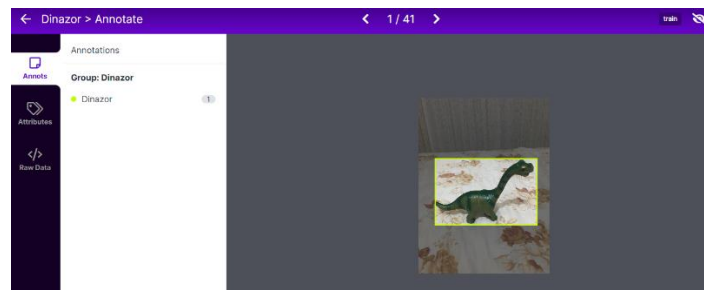 ← Dinazor > Annotate
< 1 / 41 >
train
Annotations
Annots
Group: Dinazor
Dinazor 1
Attributes
</>
Raw Data